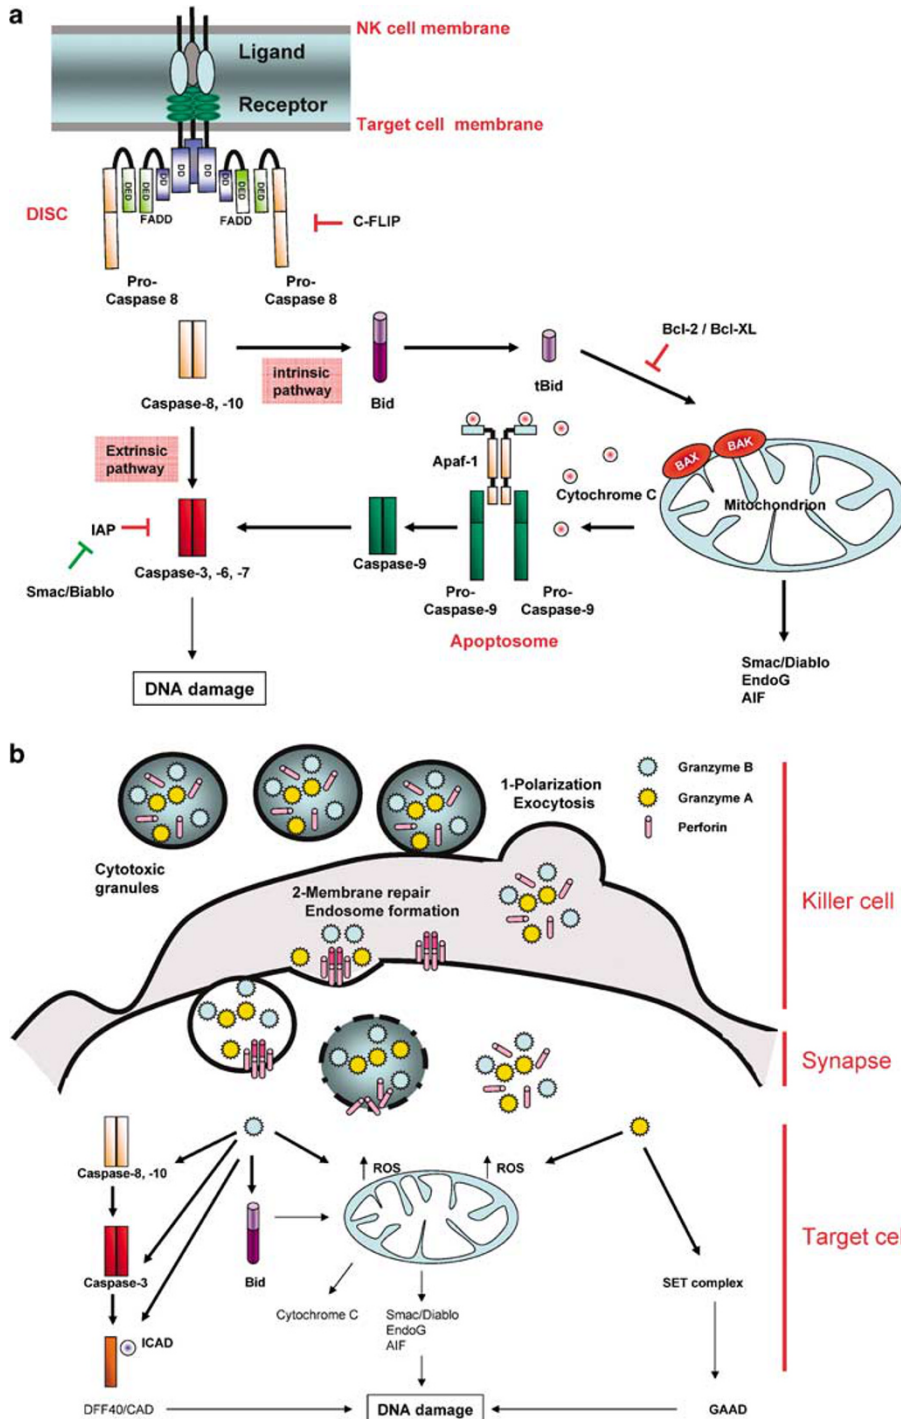 a
NK cell membrane
Ligand
Receptor
Target cell membrane
DD
DD
DED
DED
DD
DD
DED
DED
FADD
FADD
DISC
C-FLIP
Pro-
Caspase 8
Pro-
Caspase 8
Bcl-2 / Bcl-XL
intrinsic
pathway
tBid
Bid
Caspase-8, -10
Extrinsic
pathway
Apaf-1
BAX
BAK
Cytochrome C
Mitochondrion
IAP
Caspase-9
Smac/Biablo
Caspase-3, -6, -7
Pro-
Caspase-9
Pro-
Caspase-9
Apoptosome
Smac/Diablo
EndoG
AIF
DNA damage
b
Granzyme B
1-Polarization
Exocytosis
Granzyme A
Perforin
Cytotoxic
granules
2-Membrane repair
Endosome formation
Killer cell
Synapse
ROS
ROS
Caspase-8, -10
Target cel
Caspase-3
Bid
SET complex
Cytochrome C
Smac/Diablo
EndoG
AIF
ICAD
DFF40/CAD
DNA damage
GAAD